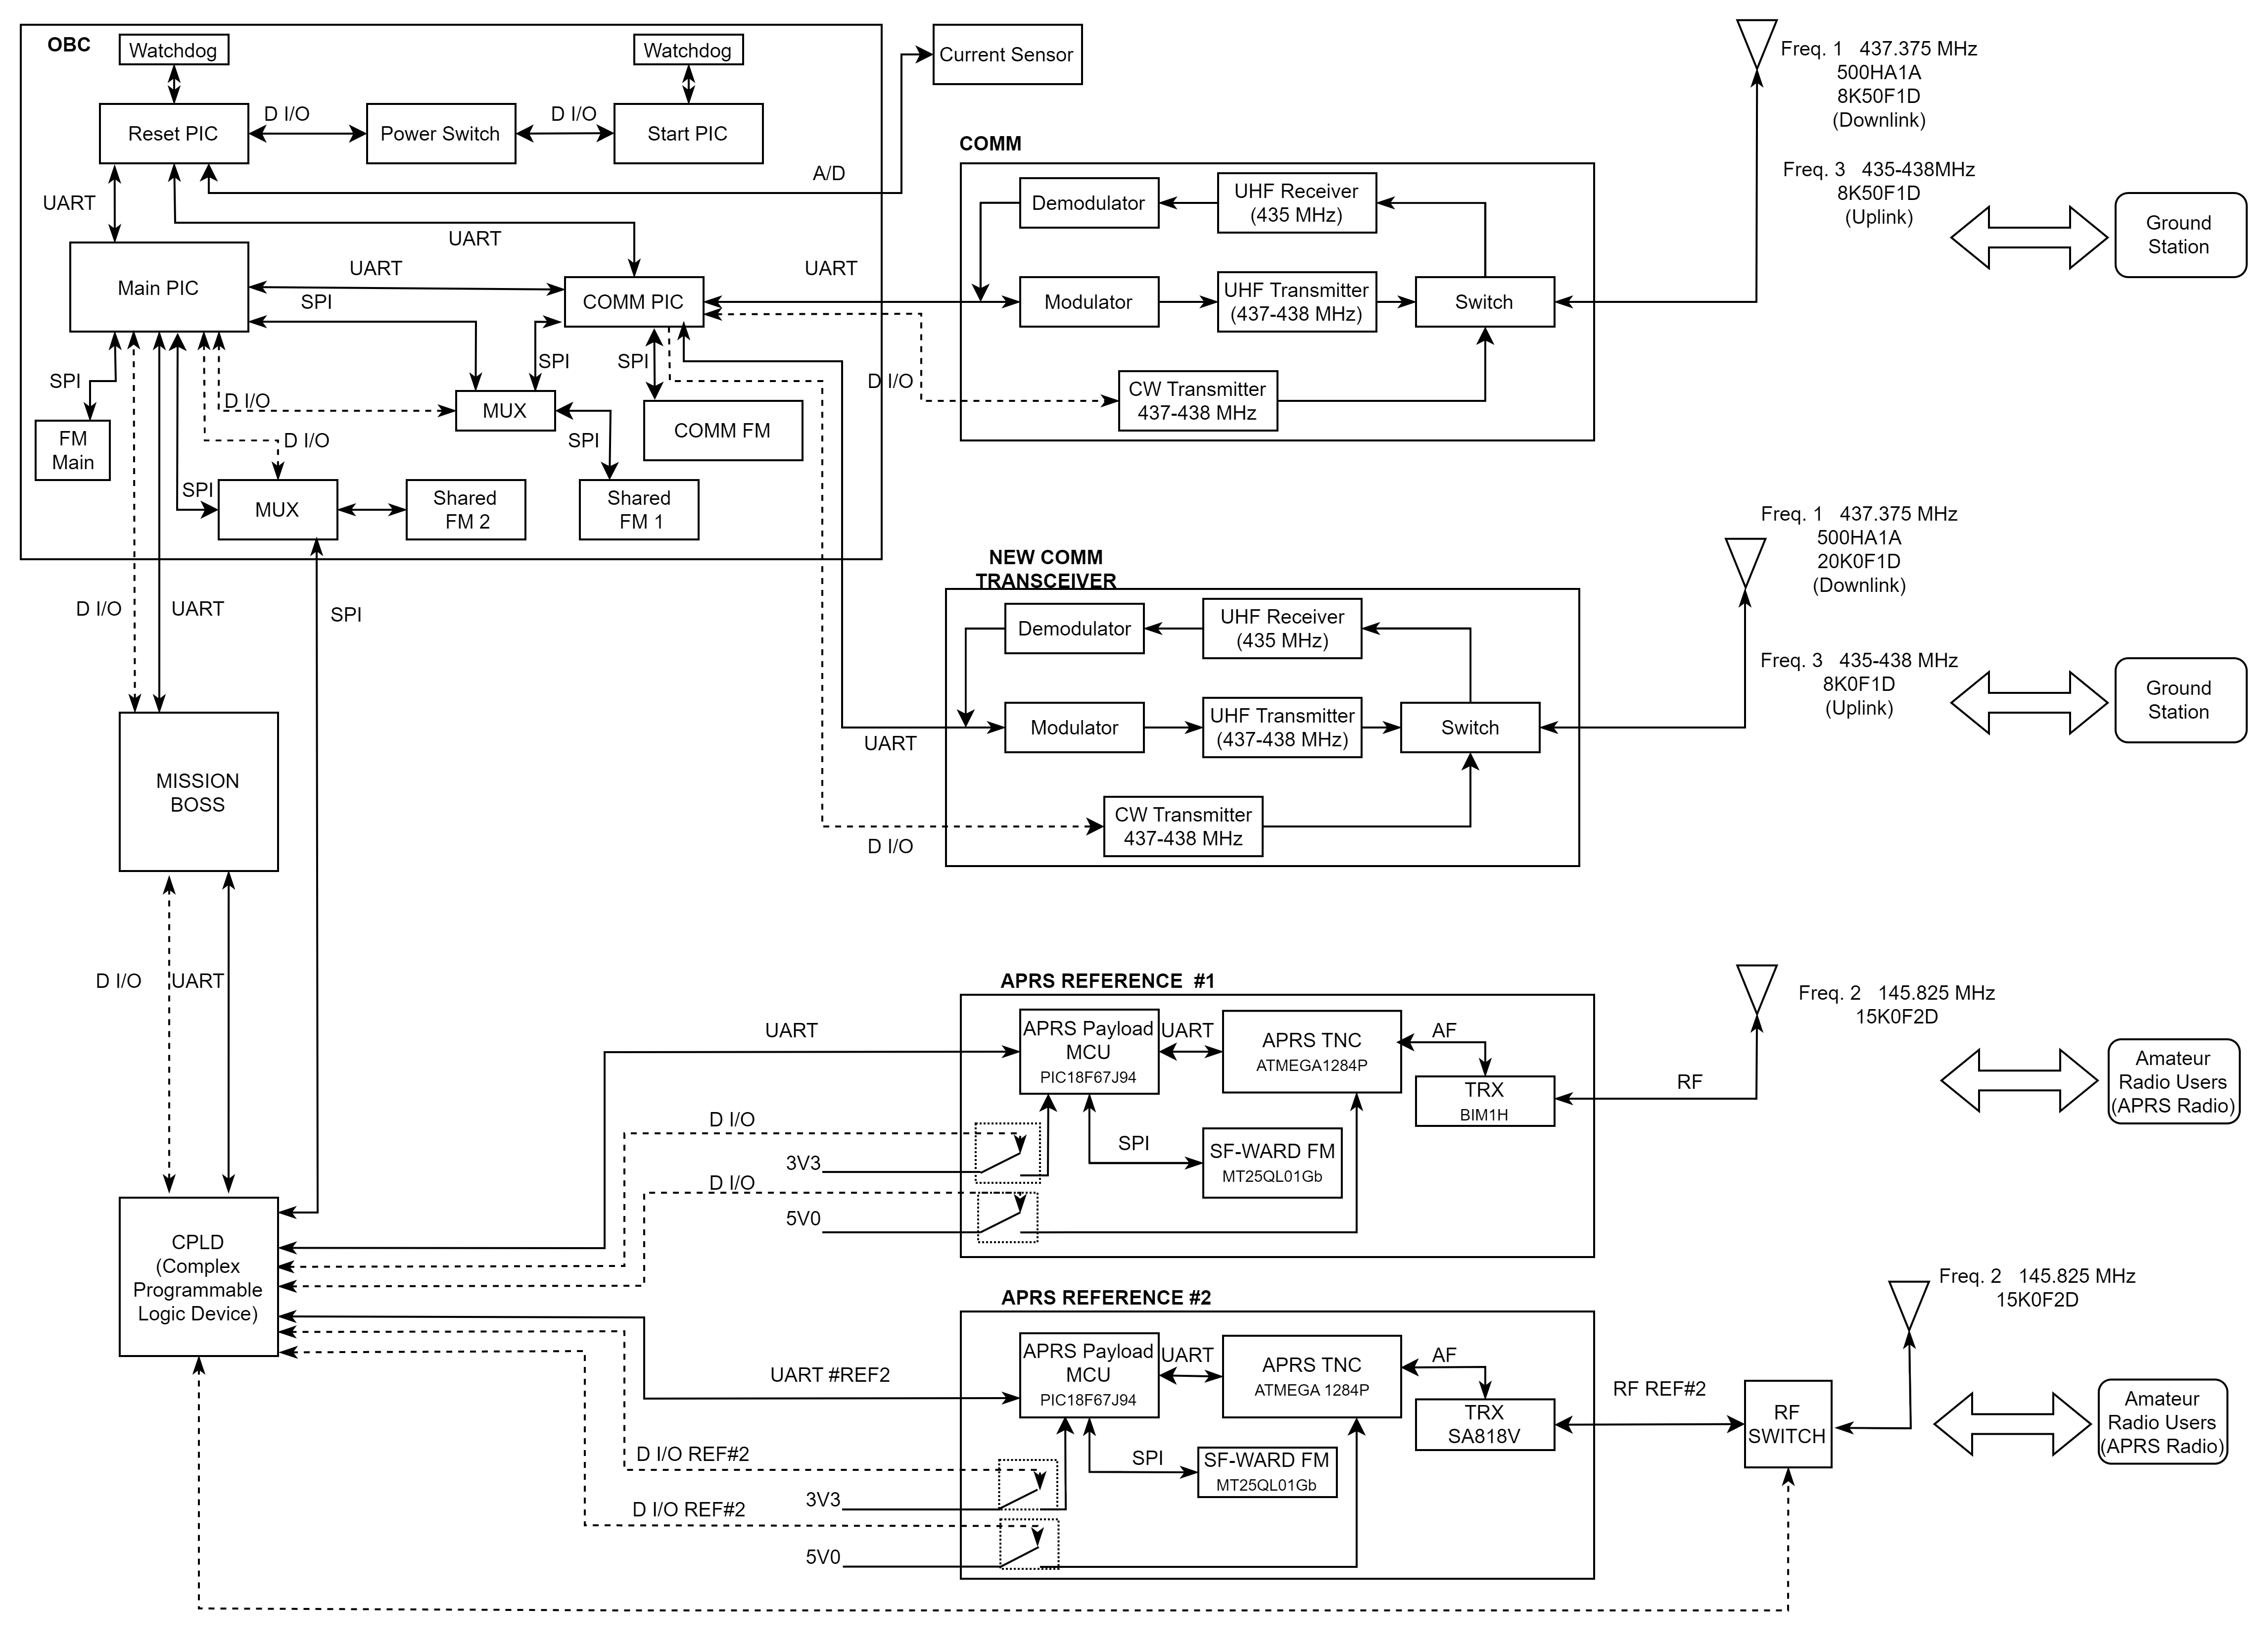 OBC
Watchdog
Watchdog
Current Sensor
Reset PIC
D I/O
Power Switch
D I/O
Start PIC
A/D
UART
UART
Main PIC
UART
SPI
COMM PIC
UART
SPI
SPI
SPI
D I/O
D I/O
MUX
COMM FM
D I/O
FM
Main
SPI
SPI
MUX
Shared
FM 2
Shared
FM 1
COMM
Demodulator
UHF Receiver
(435 MHz)
Modulator
UHF Transmitter
(437-438 MHz)
Switch
CW Transmitter
437-438 MHz
Freq. 1 437.375 MHz
500HA1A
8K50F1D
(Downlink)
Freq. 3 435-438MHz
8K50F1D
(Uplink)
Ground
Station
D I/O
UART
SPI
NEW COMM
TRANSCEIVER
Demodulator
UHF Receiver
(435 MHz)
Modulator
UHF Transmitter
(437-438 MHz)
Switch
UART
CW Transmitter
437-438 MHz
D I/O
Freq. 1 437.375 MHz
500HA1A
20K0F1D
(Downlink)
Freq. 3 435-438 MHz
8K0F1D
(Uplink)
Ground
Station
MISSION
BOSS
D I/O
UART
APRS REFERENCE #1
UART
APRS Payload
MCU
PIC18F67J94
UART
APRS TNC
ATMEGA1284P
AF
TRX
BIM1H
RF
D I/O
3V3
D I/O
5V0
SPI
SF-WARD FM
MT25QL01Gb
Freq. 2 145.825 MHz
15K0F2D
Amateur
Radio Users
(APRS Radio)
CPLD
(Complex
Programmable
Logic Device)
APRS REFERENCE #2
UART #REF2
APRS Payload
MCU
PIC18F67J94
UART
APRS TNC
ATMEGA 1284P
AF
TRX
SA818V
RF REF#2
RF
SWITCH
D I/O REF#2
3V3
D I/O REF#2
5V0
SPI
SF-WARD FM
MT25QL01Gb
Freq. 2 145.825 MHz
15K0F2D
Amateur
Radio Users
(APRS Radio)